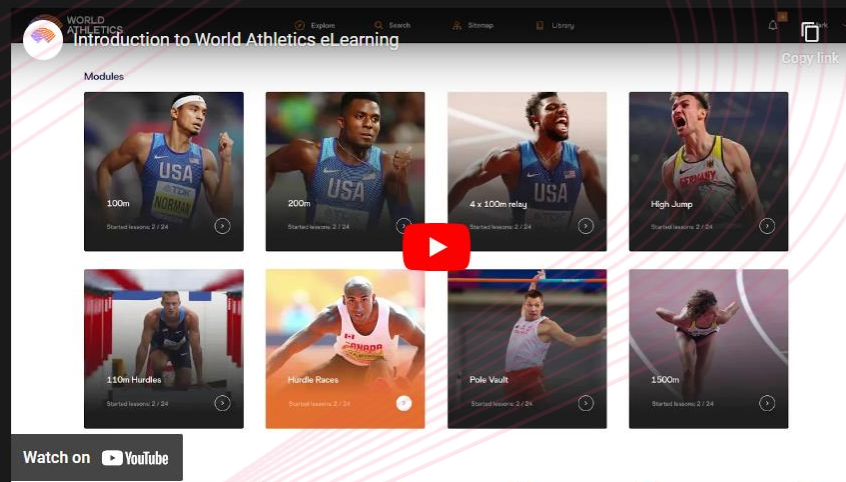 WORLD
ATHLETICS
Explore
Search
Sitemap
Library
Introduction to World Athletics eLearning
Copy link
Modules
USA
TDK
NORMAN
100m
Started lessons: 2 / 24
USA
200m
Started lessons: 2 / 24
USA
4 x 100m relay
Started lessons: 2 / 24
GERMANY
High Jump
Started lessons: 2 / 24
110m Hurdles
Started lessons: 2 / 24
CANADA
Hurdle Races
Started lessons: 2 / 24
Pole Vault
Started lessons: 2 / 24
1500m
Started lessons: 2 / 24
Watch on YouTube